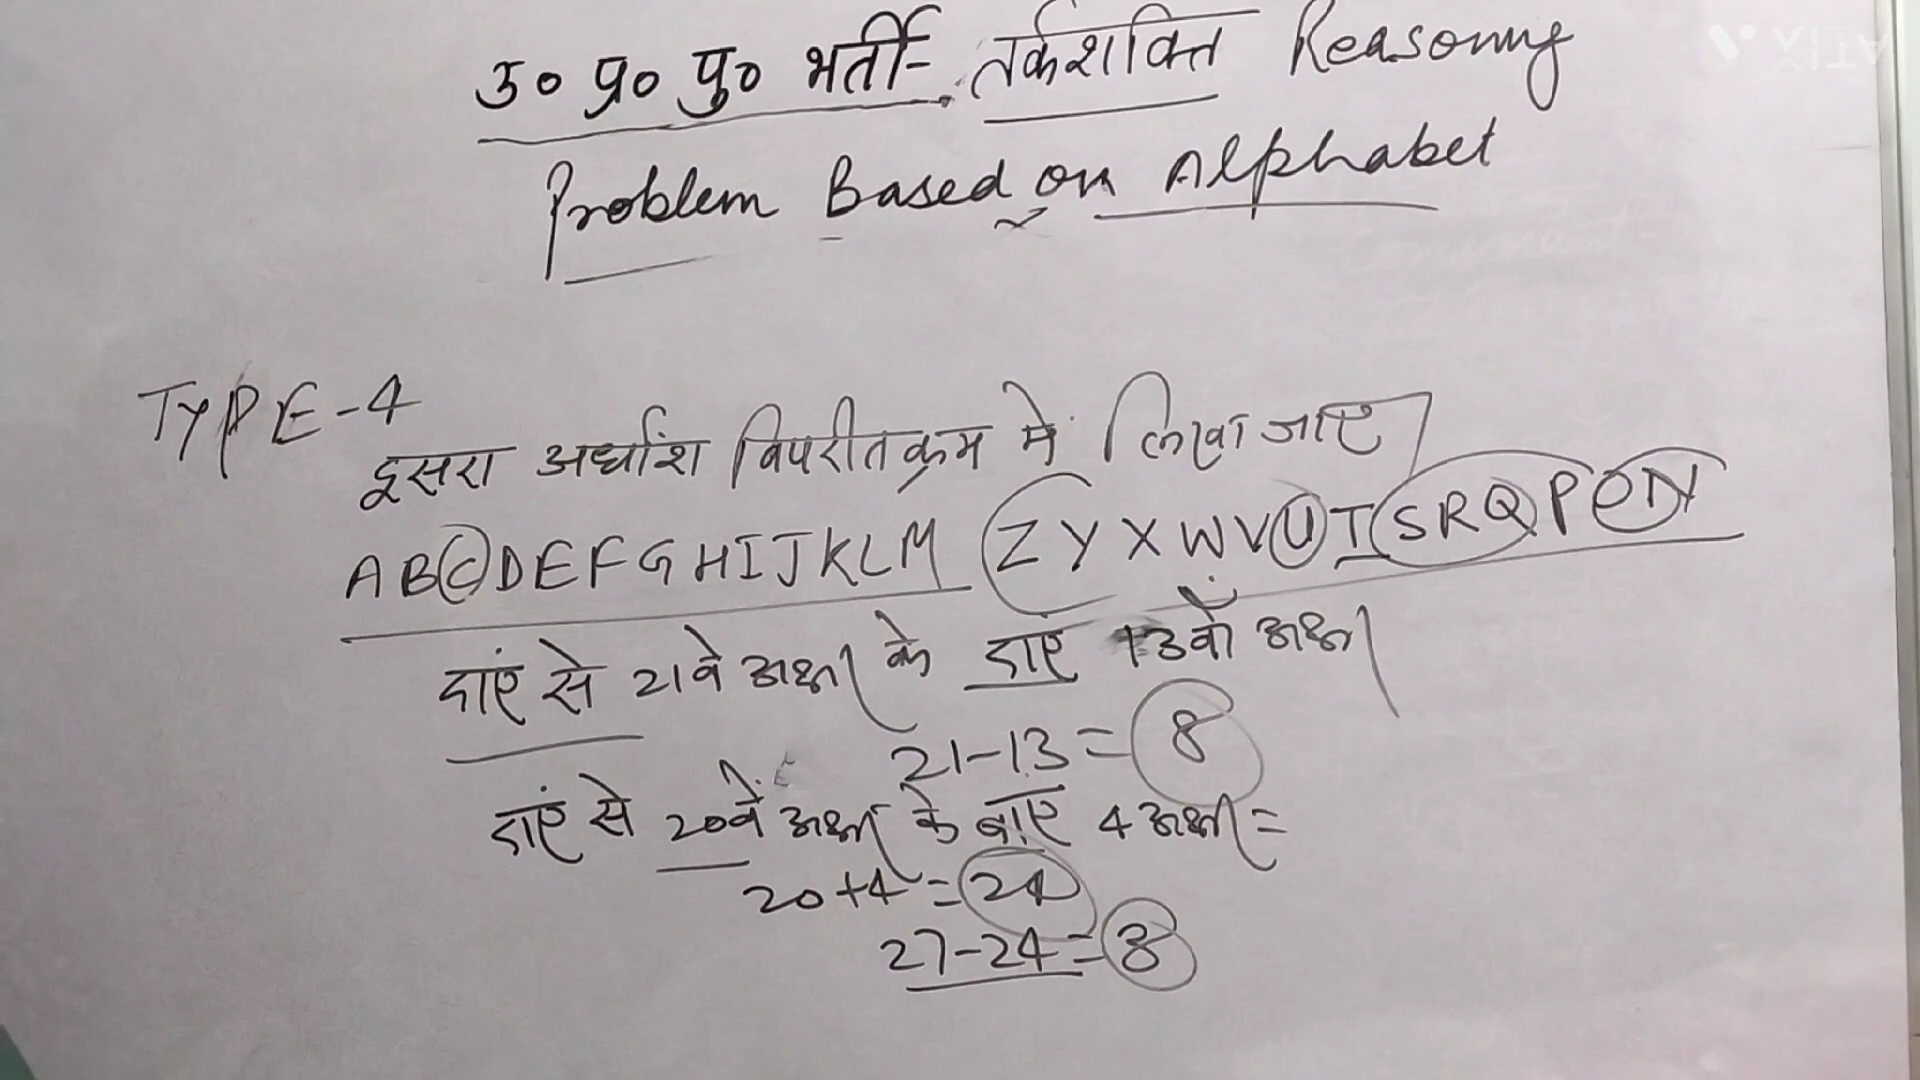 उ० प्र० पु० भर्ती- तर्कशक्ति Reasoning
Problem Based on Alphabet
TYPE-4
दूसरा अर्धांश विपरीतक्रम में लिखा जाए
ABCDEFGHIJKLM ZYXWVUTSRQPON
दाएं से 21वे अक्षर के दाएं 13वाँ अक्षर
21-13= 8
दाएं से 20वें अक्षर के बाएं 4 अक्षर =
20+4 = 24
27-24= 3